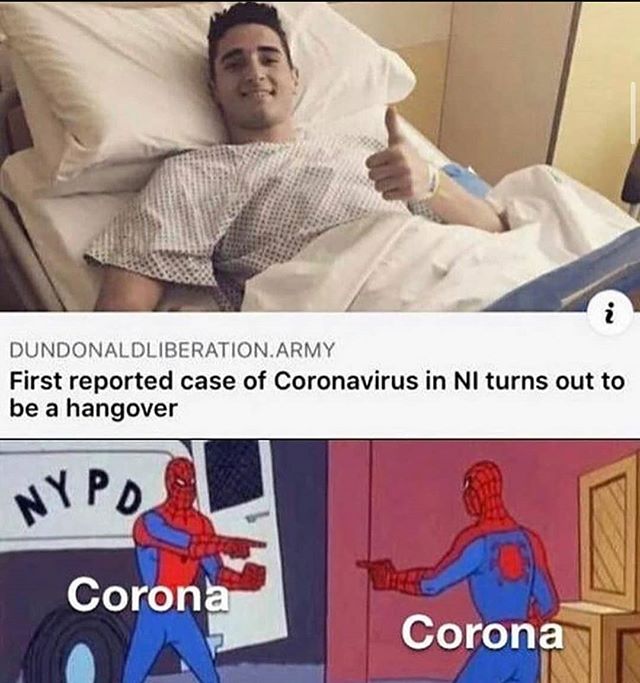 i
DUNDONALDLIBERATION.ARMY
First reported case of Coronavirus in NI turns out to
be a hangover
NYPD
Corona
Corona